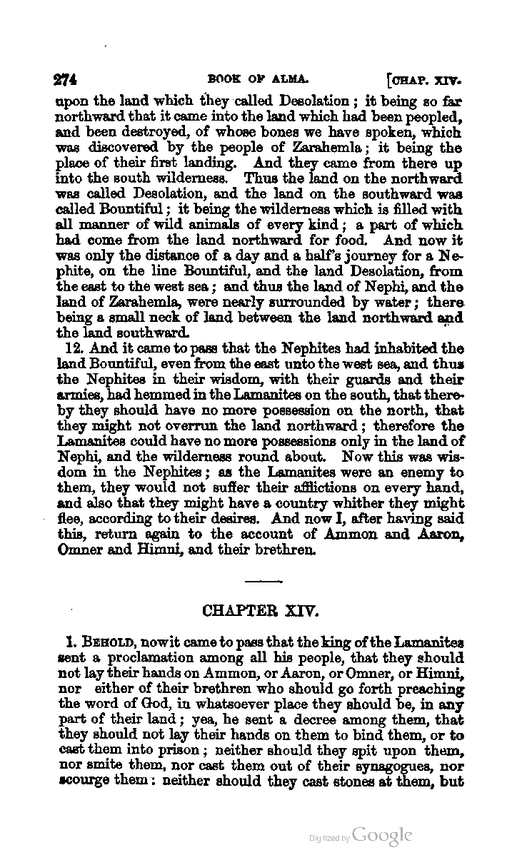 274 BOOK OF ALMA. [CHAP. XIV.
upon the land which they called Desolation; it being so far
northward that it came into the land which had been peopled,
and been destroyed, of whose bones we have spoken, which
was discovered by the people of Zarahemla; it being the
place of their first landing. And they came from there up
into the south wilderness. Thus the land on the northward
was called Desolation, and the land on the southward was
called Bountiful; it being the wilderness which is filled with
all manner of wild animals of every kind; a part of which
had come from the land northward for food. And now it
was only the distance of a day and a half's journey for a Ne-
phite, on the line Bountiful, and the land Desolation, from
the east to the west sea; and thus the land of Nephi, and the
land of Zarahemla, were nearly surrounded by water; there
being a small neck of land between the land northward and
the land southward.
12. And it came to pass that the Nephites had inhabited the
land Bountiful, even from the east unto the west sea, and thus
the Nephites in their wisdom, with their guards and their
armies, had hemmed in the Lamanites on the south, that there-
by they should have no more possession on the north, that
they might not overrun the land northward; therefore the
Lamanites could have no more possessions only in the land of
Nephi, and the wilderness round about. Now this was wis-
dom in the Nephites; as the Lamanites were an enemy to
them, they would not suffer their afflictions on every hand,
and also that they might have a country whither they might
flee, according to their desires. And now I, after having said
this, return again to the account of Ammon and Aaron,
Omner and Himni, and their brethren.
CHAPTER XIV.
1. BEHOLD, now it came to pass that the king of the Lamanites
sent a proclamation among all his people, that they should
not lay their hands on Ammon, or Aaron, or Omner, or Himni,
nor either of their brethren who should go forth preaching
the word of God, in whatsoever place they should be, in any
part of their land; yea, he sent a decree among them, that
they should not lay their hands on them to bind them, or to
cast them into prison; neither should they spit upon them,
nor smite them, nor cast them out of their synagogues, nor
scourge them: neither should they cast stones at them, but
Digitized by Google